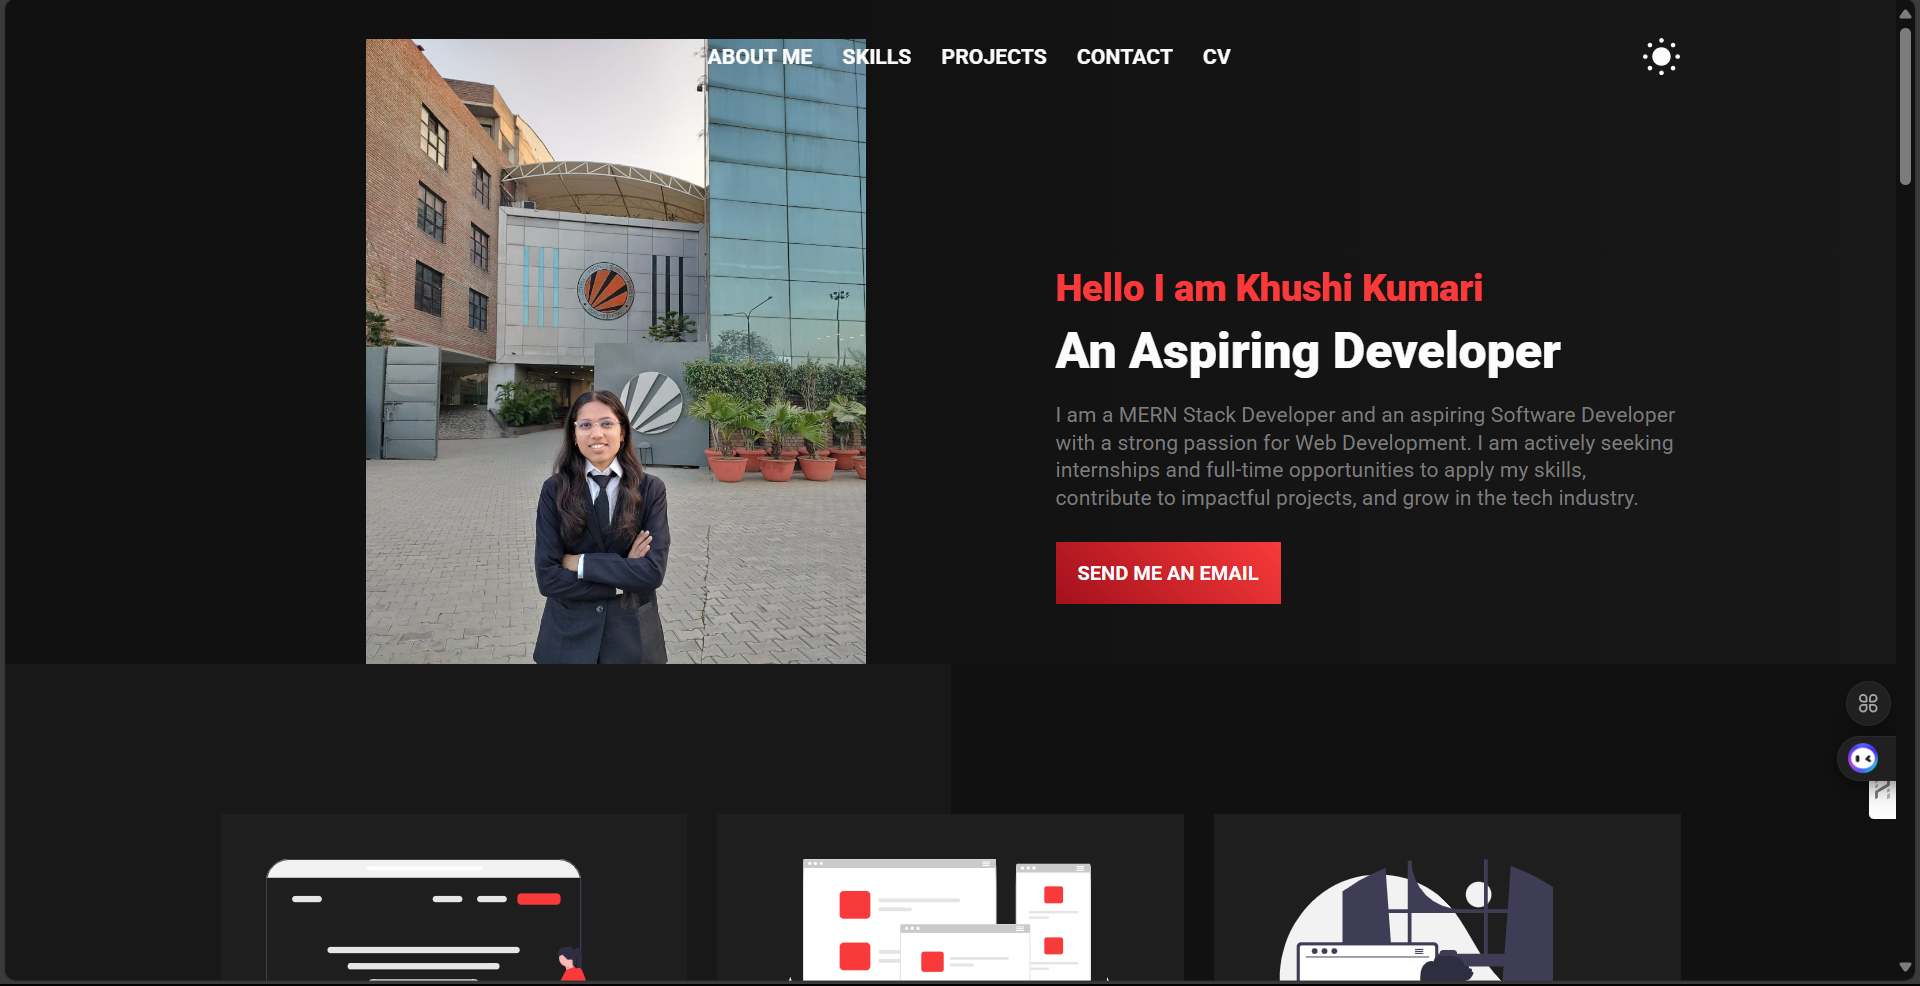 ABOUT ME SKILLS PROJECTS CONTACT CV
Hello I am Khushi Kumari
An Aspiring Developer
I am a MERN Stack Developer and an aspiring Software Developer
with a strong passion for Web Development. I am actively seeking
internships and full-time opportunities to apply my skills,
contribute to impactful projects, and grow in the tech industry.
SEND ME AN EMAIL